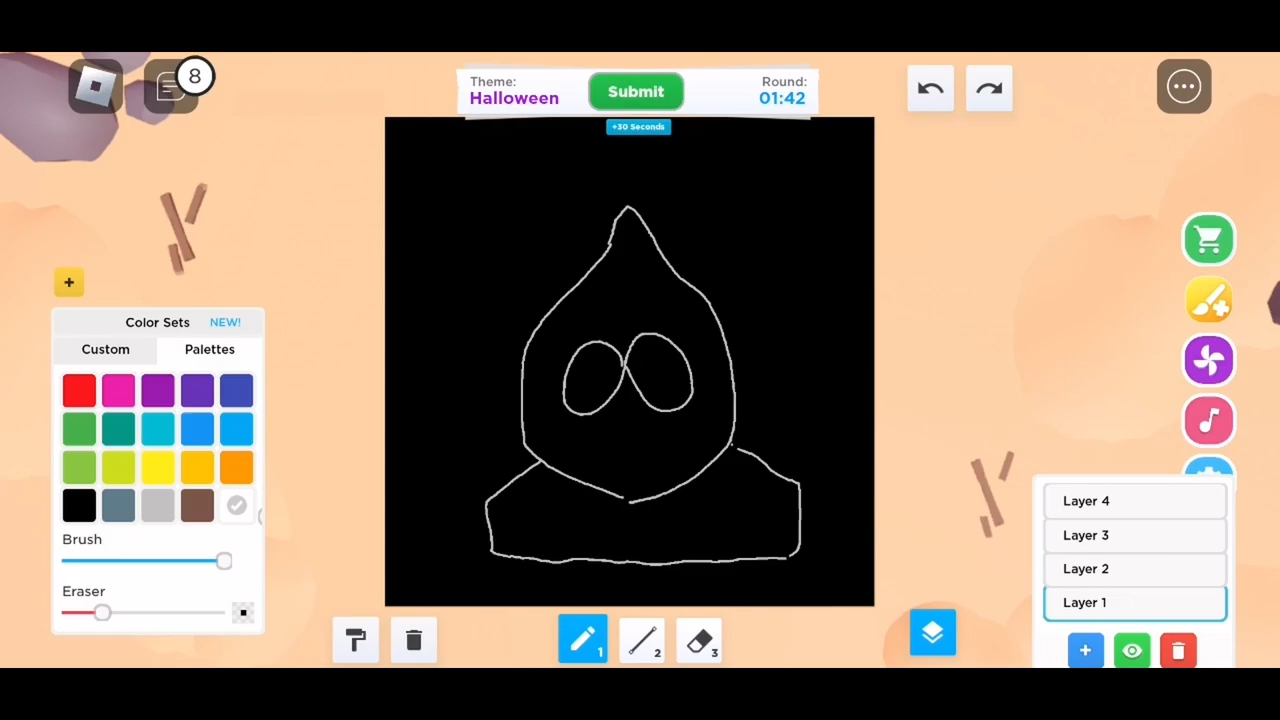 8
Theme:
Halloween
Submit
Round:
01:42
+30 Seconds
+
Color Sets NEW!
Custom Palettes
Brush
Eraser
1
2
3
Layer 4
Layer 3
Layer 2
Layer 1
+